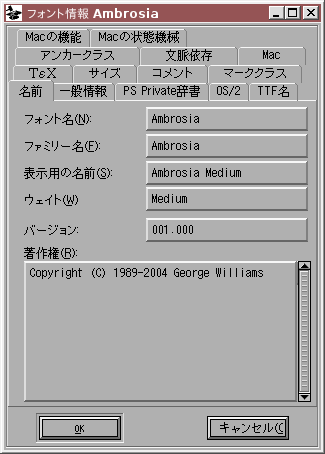 フォント情報 Ambrosia
Macの機能 Macの状態機械
アンカークラス 文脈依存 Mac
TεX サイズ コメント マーククラス
名前 一般情報 PS Private辞書 OS/2 TTF名
フォント名(N): Ambrosia
ファミリー名(F): Ambrosia
表示用の名前(S): Ambrosia Medium
ウェイト(W) Medium
バージョン: 001.000
著作権(R):
Copyright (C) 1989-2004 George Williams
OK キャンセル(C